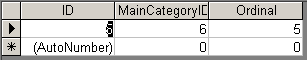 ID MainCategoryID Ordinal
6 6 5
(AutoNumber) 0 0